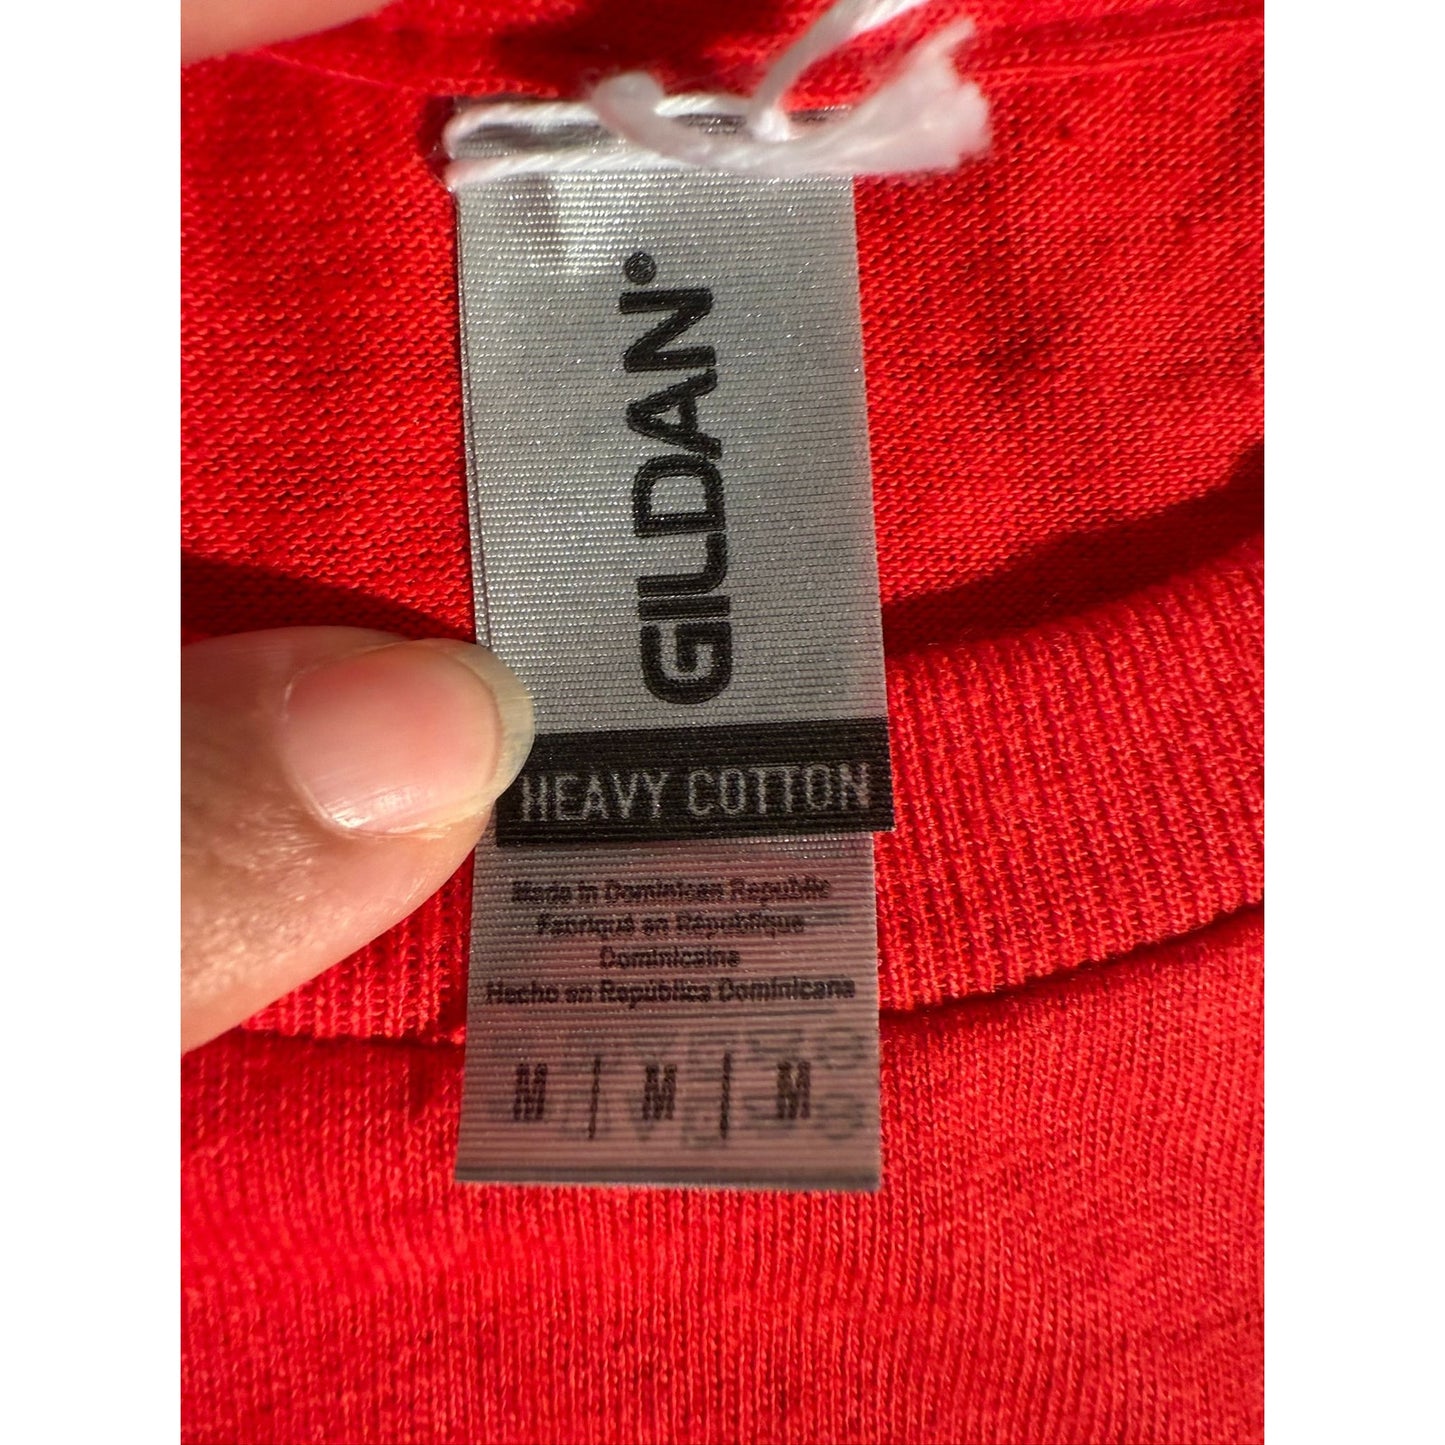 GILDAN®
HEAVY COTTON
Made in Dominican Republic
Fabriqué en République
Dominicaine
Hecho en República Dominicana
M | M | M